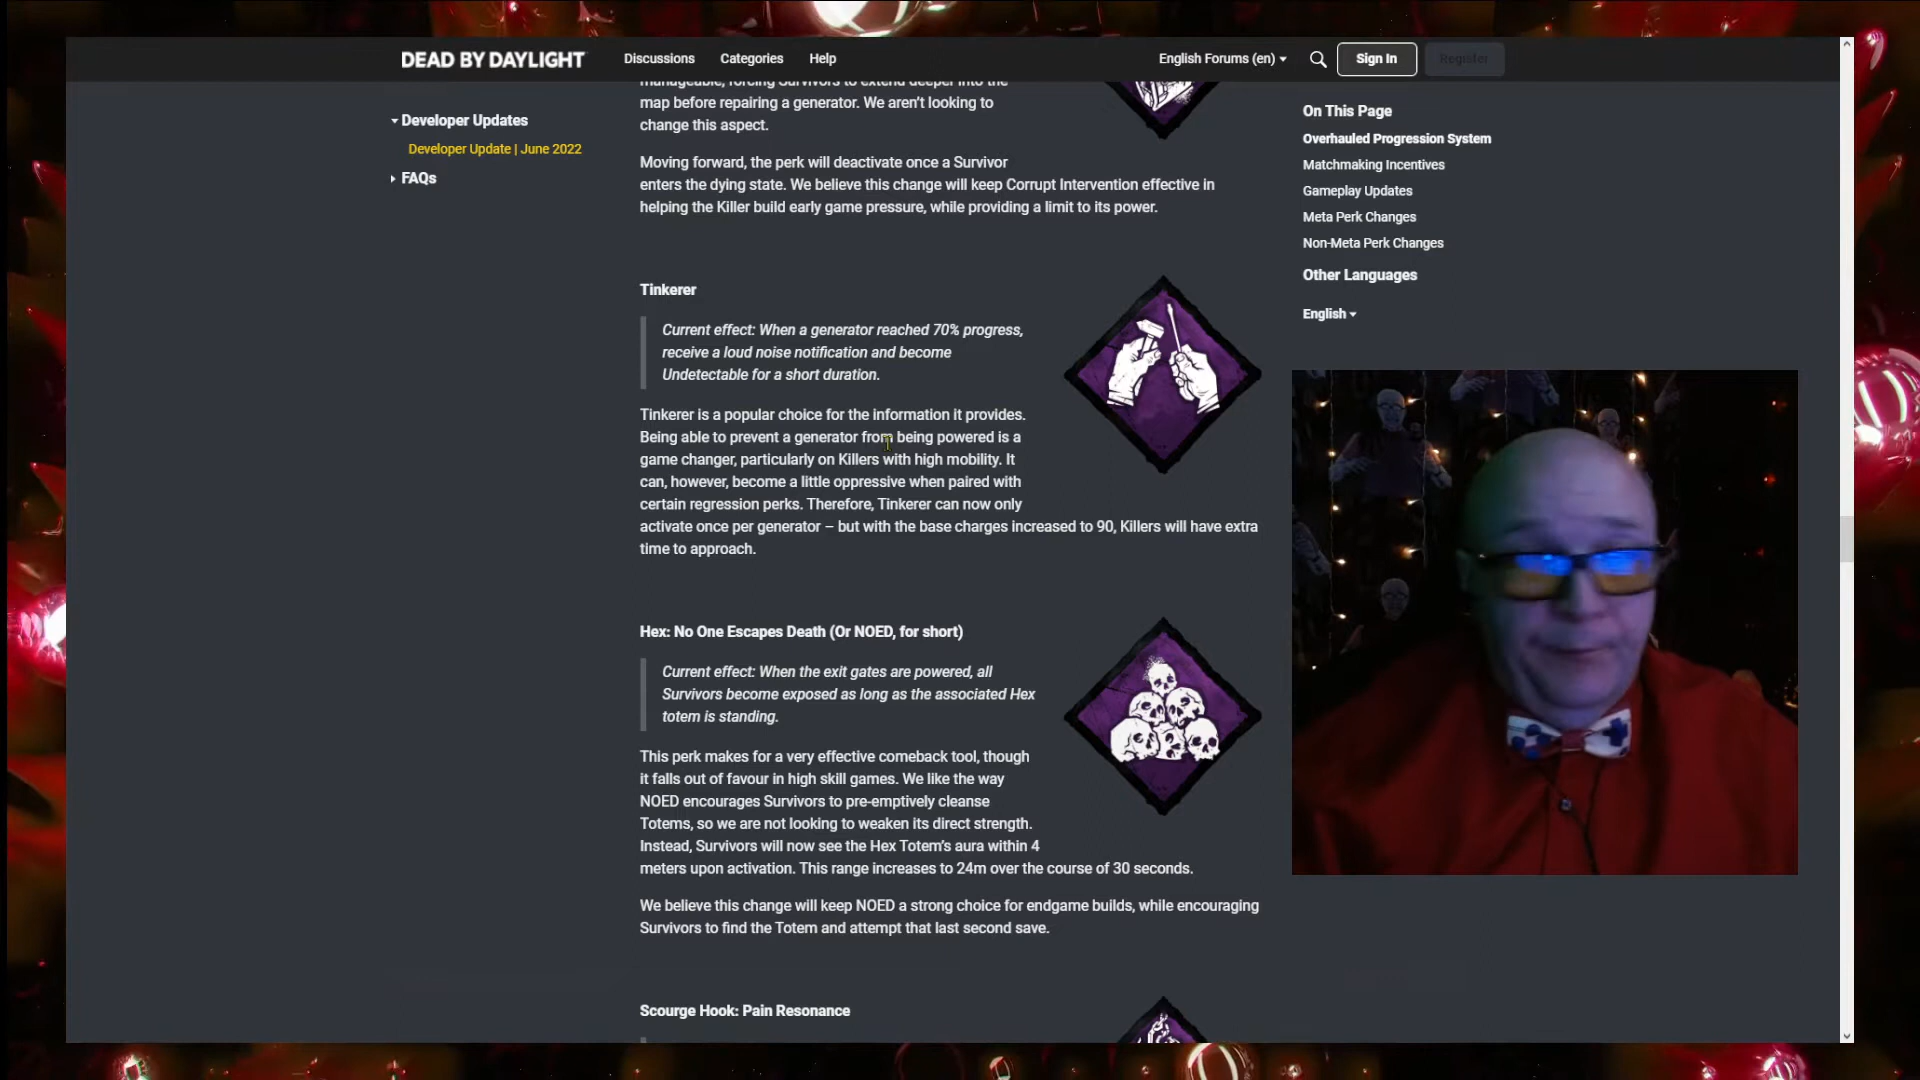 DEAD BY DAYLIGHT
Discussions
Categories
Help
English Forums (en)
Sign In
Register
Developer Updates
Developer Update | June 2022
FAQs
manageable, forcing Survivors to extend deeper into the
map before repairing a generator. We aren't looking to
change this aspect.
Moving forward, the perk will deactivate once a Survivor
enters the dying state. We believe this change will keep Corrupt Intervention effective in
helping the Killer build early game pressure, while providing a limit to its power.
Tinkerer
Current effect: When a generator reached 70% progress,
receive a loud noise notification and become
Undetectable for a short duration.
Tinkerer is a popular choice for the information it provides.
Being able to prevent a generator from being powered is a
game changer, particularly on Killers with high mobility. It
can, however, become a little oppressive when paired with
certain regression perks. Therefore, Tinkerer can now only
activate once per generator – but with the base charges increased to 90, Killers will have extra
time to approach.
Hex: No One Escapes Death (Or NOED, for short)
Current effect: When the exit gates are powered, all
Survivors become exposed as long as the associated Hex
totem is standing.
This perk makes for a very effective comeback tool, though
it falls out of favour in high skill games. We like the way
NOED encourages Survivors to pre-emptively cleanse
Totems, so we are not looking to weaken its direct strength.
Instead, Survivors will now see the Hex Totem's aura within 4
meters upon activation. This range increases to 24m over the course of 30 seconds.
We believe this change will keep NOED a strong choice for endgame builds, while encouraging
Survivors to find the Totem and attempt that last second save.
Scourge Hook: Pain Resonance
On This Page
Overhauled Progression System
Matchmaking Incentives
Gameplay Updates
Meta Perk Changes
Non-Meta Perk Changes
Other Languages
English